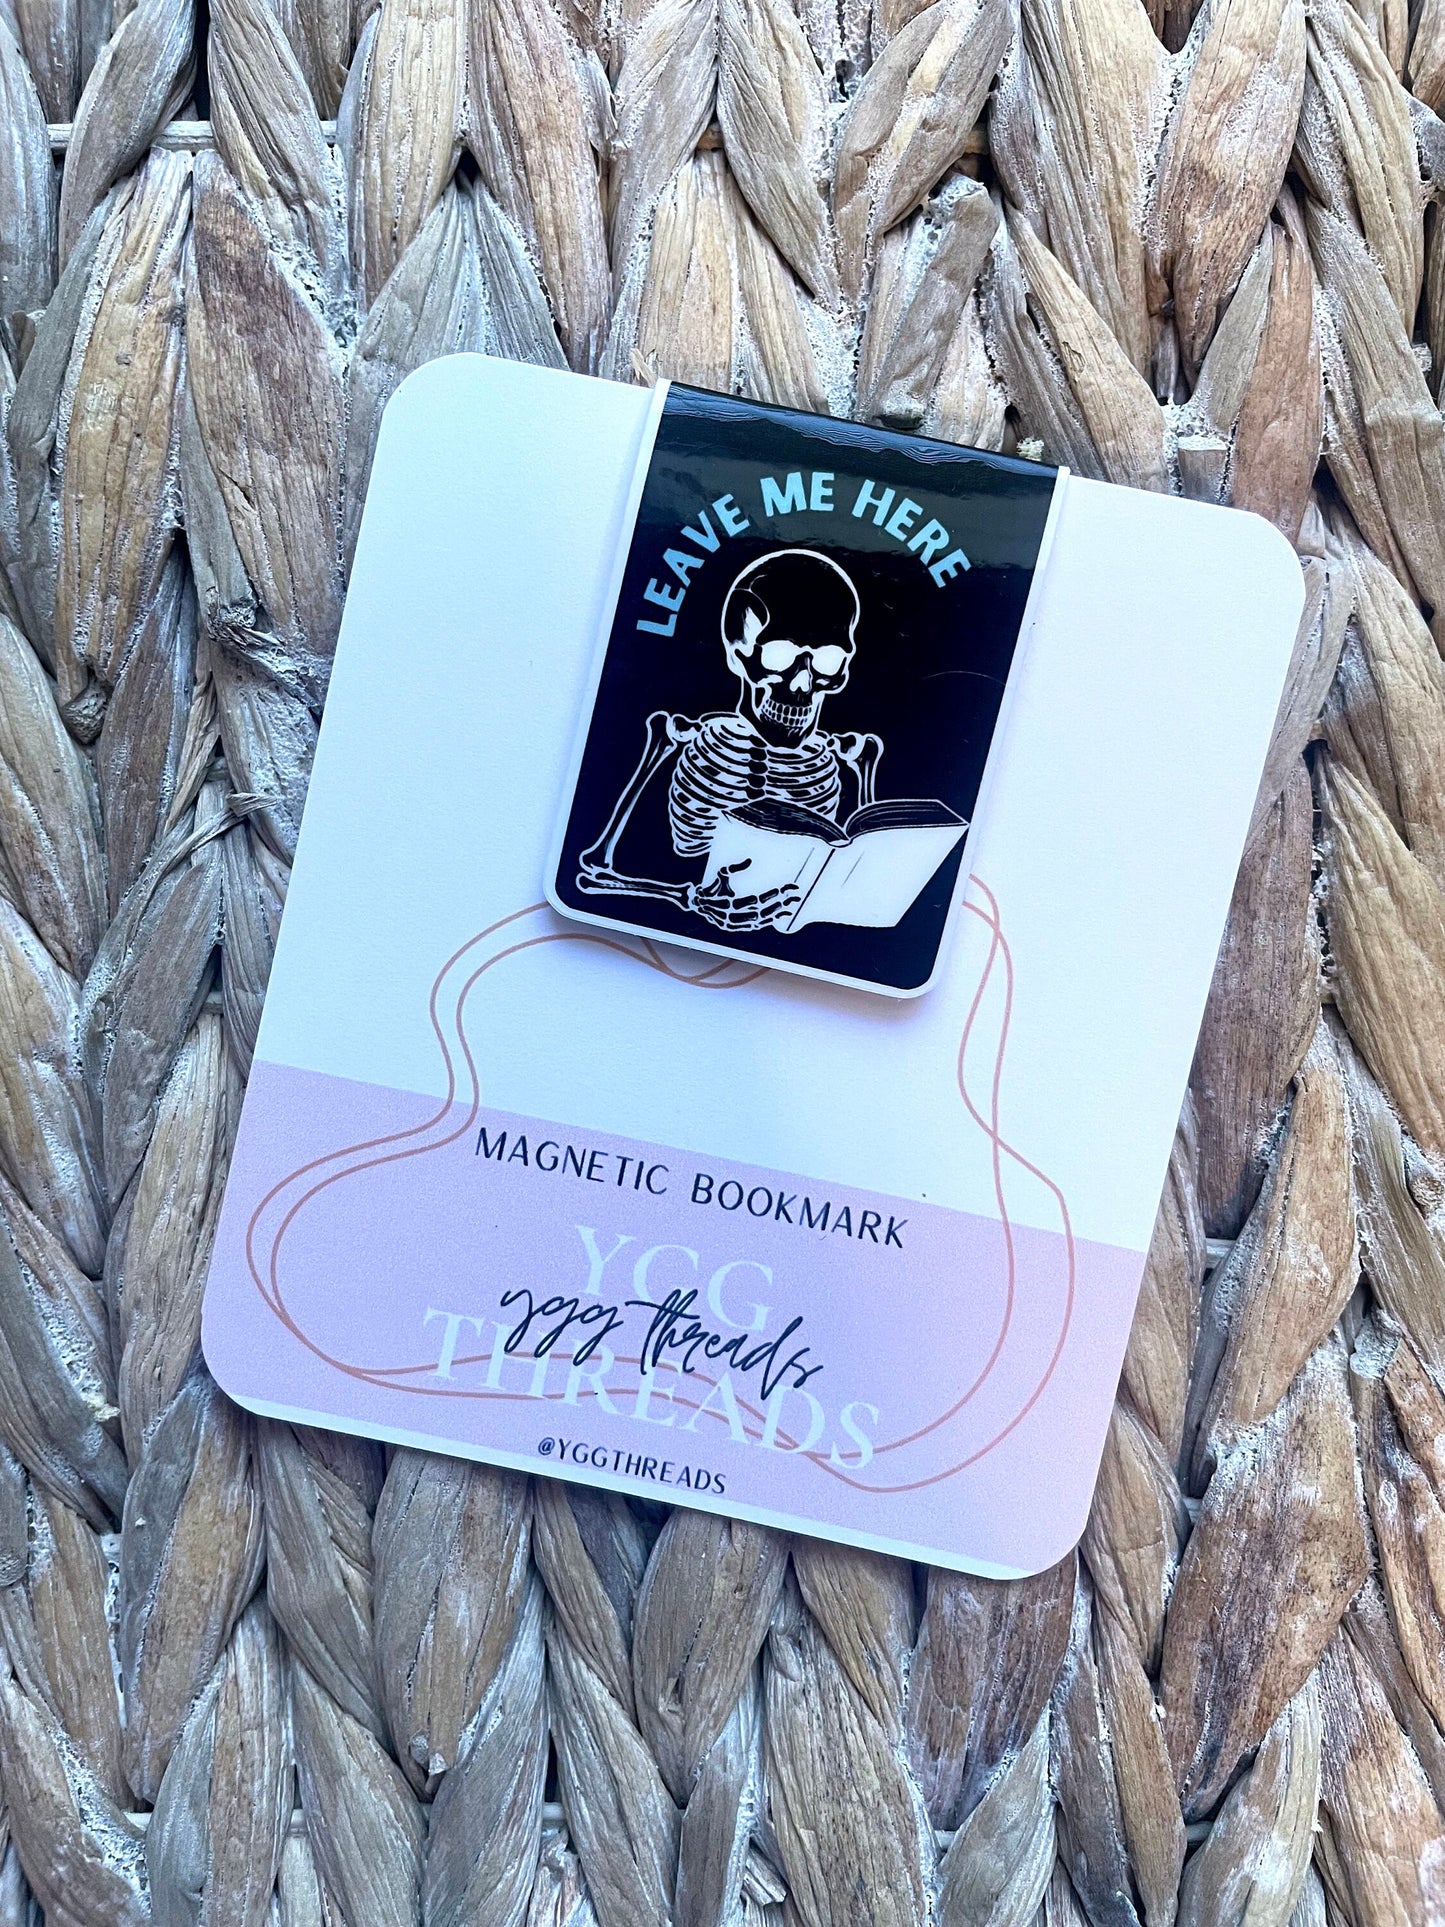 LEAVE ME HERE
MAGNETIC BOOKMARK
YGG
ygg threads
THREADS
@YGGTHREADS